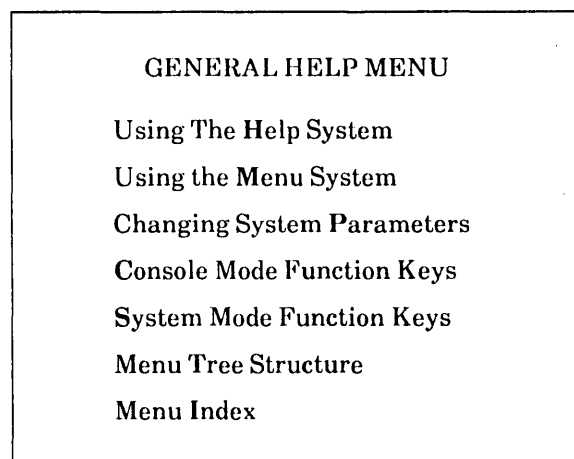 GENERAL HELP MENU
Using The Help System
Using the Menu System
Changing System Parameters
Console Mode Function Keys
System Mode Function Keys
Menu Tree Structure
Menu Index